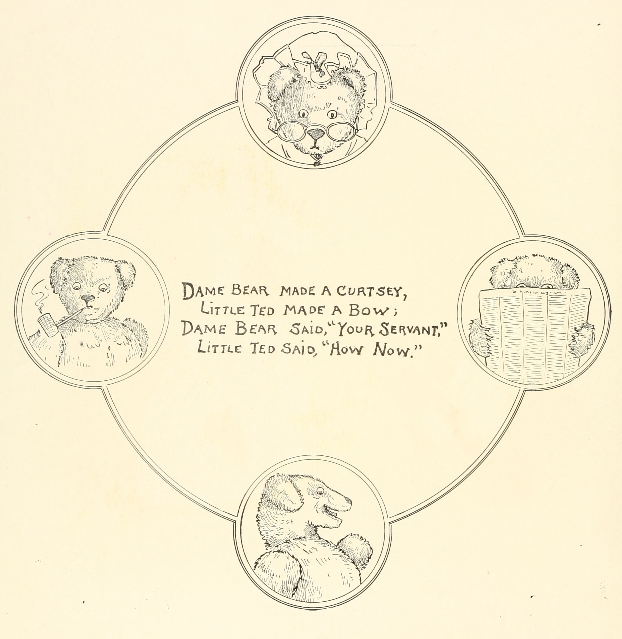 Dame Bear made a curtsey,
Little Ted made a bow;
Dame Bear said, "Your Servant,"
Little Ted said, "How Now."